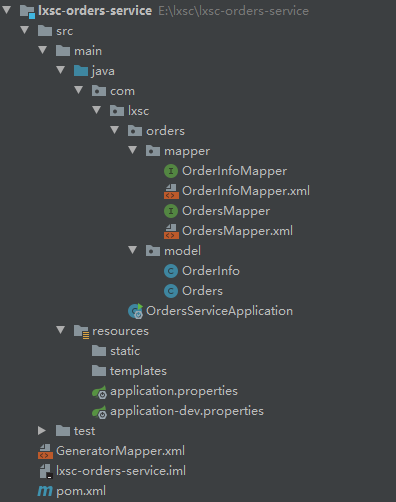 lxsc-orders-service E:\lxsc\lxsc-orders-service
src
main
java
com
lxsc
orders
mapper
OrderInfoMapper
OrderInfoMapper.xml
OrdersMapper
OrdersMapper.xml
model
OrderInfo
Orders
OrdersServiceApplication
resources
static
templates
application.properties
application-dev.properties
test
GeneratorMapper.xml
lxsc-orders-service.iml
pom.xml